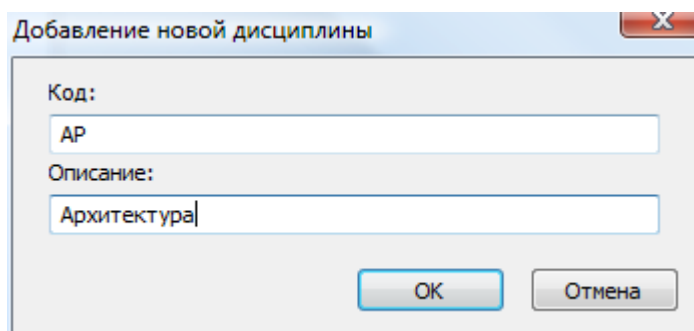 Добавление новой дисциплины
Код:
АР
Описание:
Архитектура
ОК Отмена